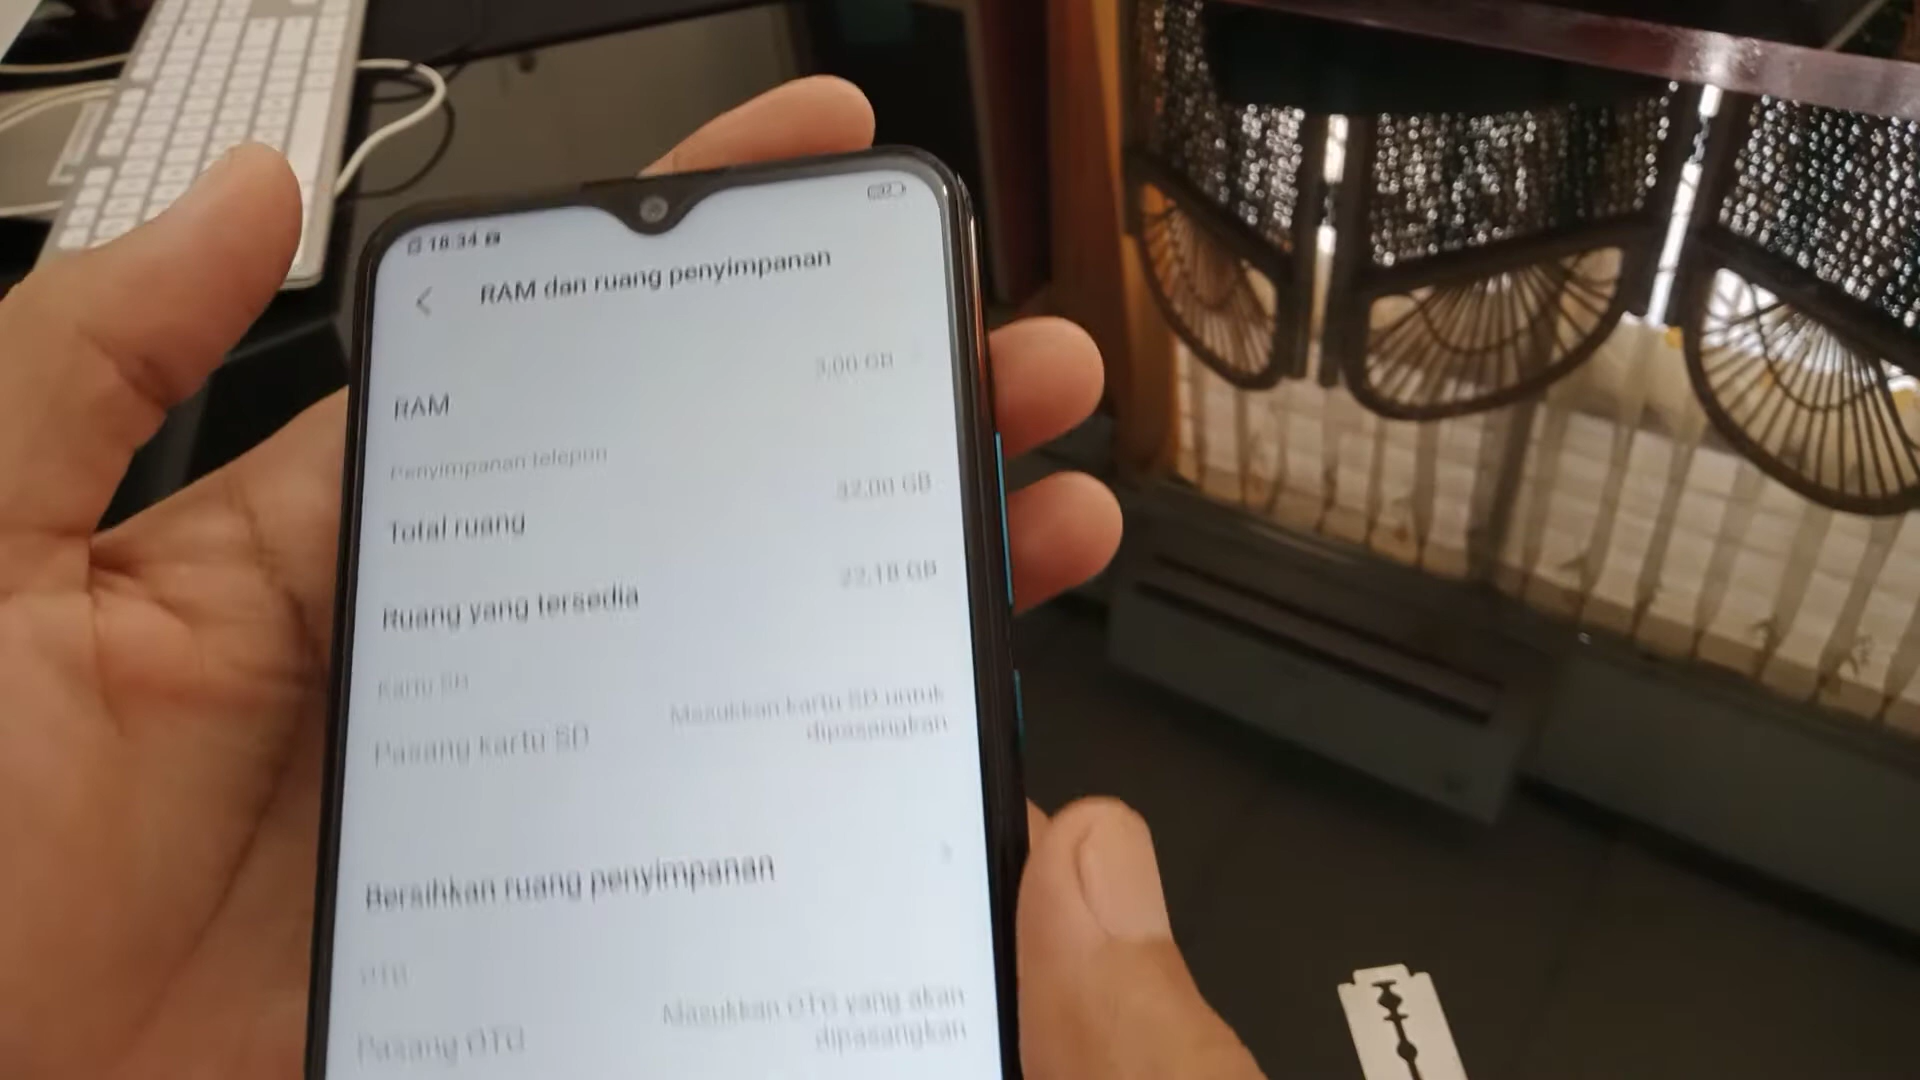 18:34
RAM dan ruang penyimpanan
3,00 GB
RAM
Penyimpanan telepon
32,00 GB
Total ruang
22,18 GB
Ruang yang tersedia
Kartu SD
Masukkan kartu SD untuk
dipasangkan
Pasang kartu SD
Bersihkan ruang penyimpanan
OTG
Masukkan OTG yang akan
dipasangkan
Pasang OTG